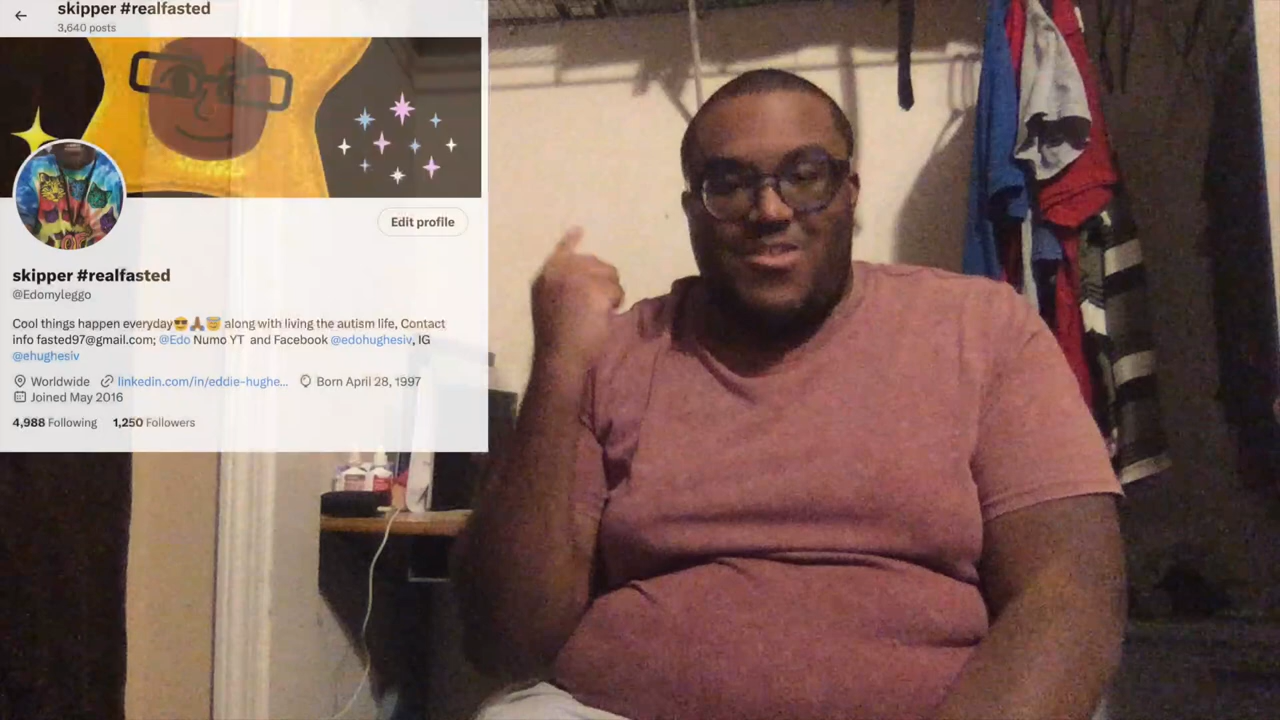 skipper #realfasted
3,640 posts
Edit profile
skipper #realfasted
@Edomyleggo
Cool things happen everyday😎🙏🏾😇 along with living the autism life, Contact
info fasted97@gmail.com; @Edo Numo YT and Facebook @edohughesiv, IG
@ehughesiv
Worldwide linkedin.com/in/eddie-hughe... Born April 28, 1997
Joined May 2016
4,988 Following 1,250 Followers